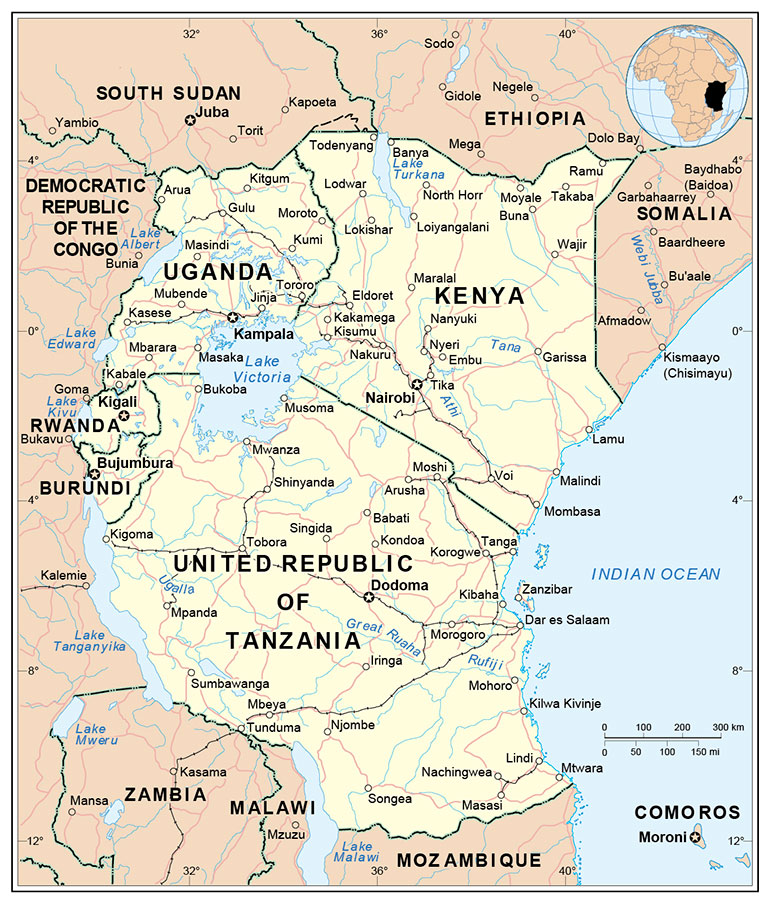 32°
36°
40°
Sodo
Negele
Gidole
SOUTH SUDAN
Kapoeta
Juba
ETHIOPIA
Yambio
Torit
Todenyang
Banya
Mega
Dolo Bay
4°
4°
Lake
Turkana
Ramu
Baydhabo
(Baidoa)
DEMOCRATIC
REPUBLIC
OF THE
CONGO
Arua
Kitgum
Lodwar
North Horr
Moyale
Takaba
Garbahaarrey
Gulu
Moroto
Buna
SOMALIA
Lokishar
Loiyangalani
Lake
Albert
Masindi
Kumi
Wajir
Baardheere
Webi Jubba
Bunia
UGANDA
Bu'aale
Tororo
Maralal
Mubende
Jinja
Eldoret
KENYA
Kasese
Kakamega
Nanyuki
Afmadow
0°
0°
Kampala
Kisumu
Lake
Edward
Mbarara
Masaka
Nakuru
Nyeri
Embu
Tana
Garissa
Kismaayo
(Chisimayu)
Lake
Victoria
Kabale
Goma
Bukoba
Nairobi
Tika
Lake
Kivu
Kigali
Musoma
Athi
RWANDA
Bukavu
Lamu
Mwanza
Bujumbura
Moshi
Voi
Malindi
BURUNDI
Shinyanda
Arusha
4°
4°
Mombasa
Babati
Singida
Kigoma
Tobora
Kondoa
Korogwe
Tanga
UNITED REPUBLIC
OF
TANZANIA
INDIAN OCEAN
Kalemie
Ugalla
Dodoma
Kibaha
Zanzibar
Mpanda
Great Ruaha
Morogoro
Dar es Salaam
Lake
Tanganyika
Iringa
Rufiji
8°
8°
Sumbawanga
Mohoro
Mbeya
Kilwa Kivinje
Lake
Mweru
Tunduma
Njombe
0 100 200 300 km
0 50 100 150 mi
Lindi
Kasama
Nachingwea
Mtwara
Mansa
ZAMBIA
Songea
Masasi
MALAWI
COMOROS
Mzuzu
Moroni
12°
12°
Lake
Malawi
MOZAMBIQUE
32°
36°
40°